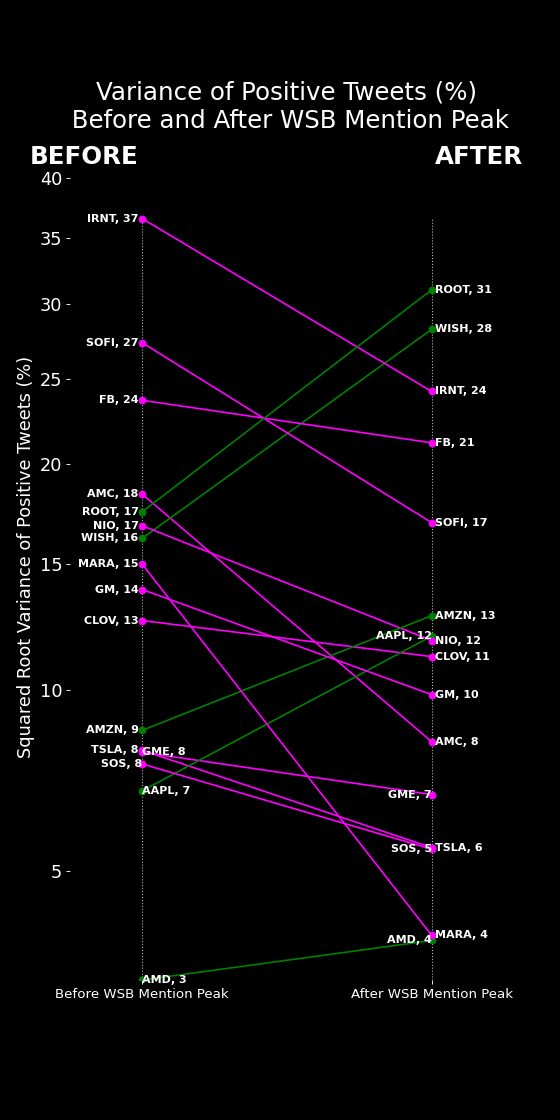 Variance of Positive Tweets (%)
Before and After WSB Mention Peak
BEFORE
AFTER
40
35
30
25
20
15
10
5
Squared Root Variance of Positive Tweets (%)
IRNT, 37
SOFI, 27
FB, 24
AMC, 18
ROOT, 17
NIO, 17
WISH, 16
MARA, 15
GM, 14
CLOV, 13
AMZN, 9
TSLA, 8
GME, 8
SOS, 8
AAPL, 7
AMD, 3
ROOT, 31
WISH, 28
IRNT, 24
FB, 21
SOFI, 17
AMZN, 13
AAPL, 12
NIO, 12
CLOV, 11
GM, 10
AMC, 8
GME, 7
TSLA, 6
SOS, 5
MARA, 4
AMD, 4
Before WSB Mention Peak
After WSB Mention Peak